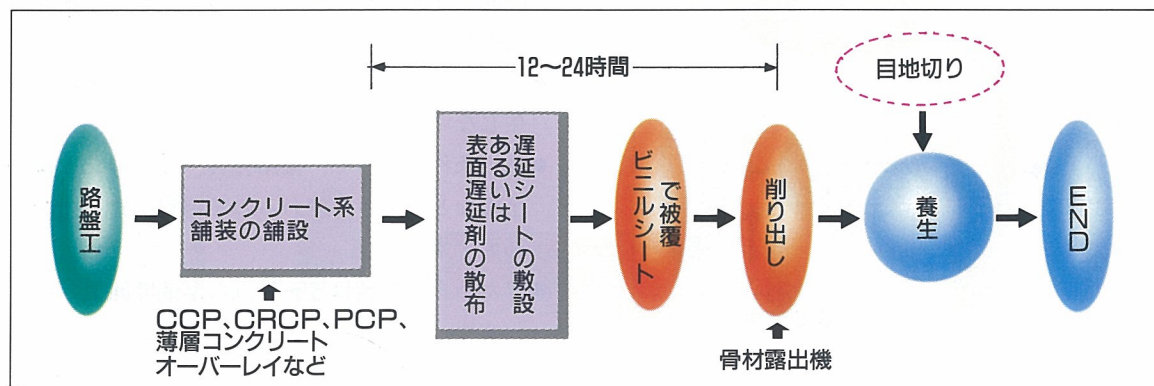 12〜24時間
目地切り
路盤工
コンクリート系
舗装の舗設
遅延シートの敷設
あるいは
表面遅延剤の散布
ビニルシート
で被覆
削り出し
養生
END
CCP、CRCP、PCP、
薄層コンクリート
オーバーレイなど
骨材露出機